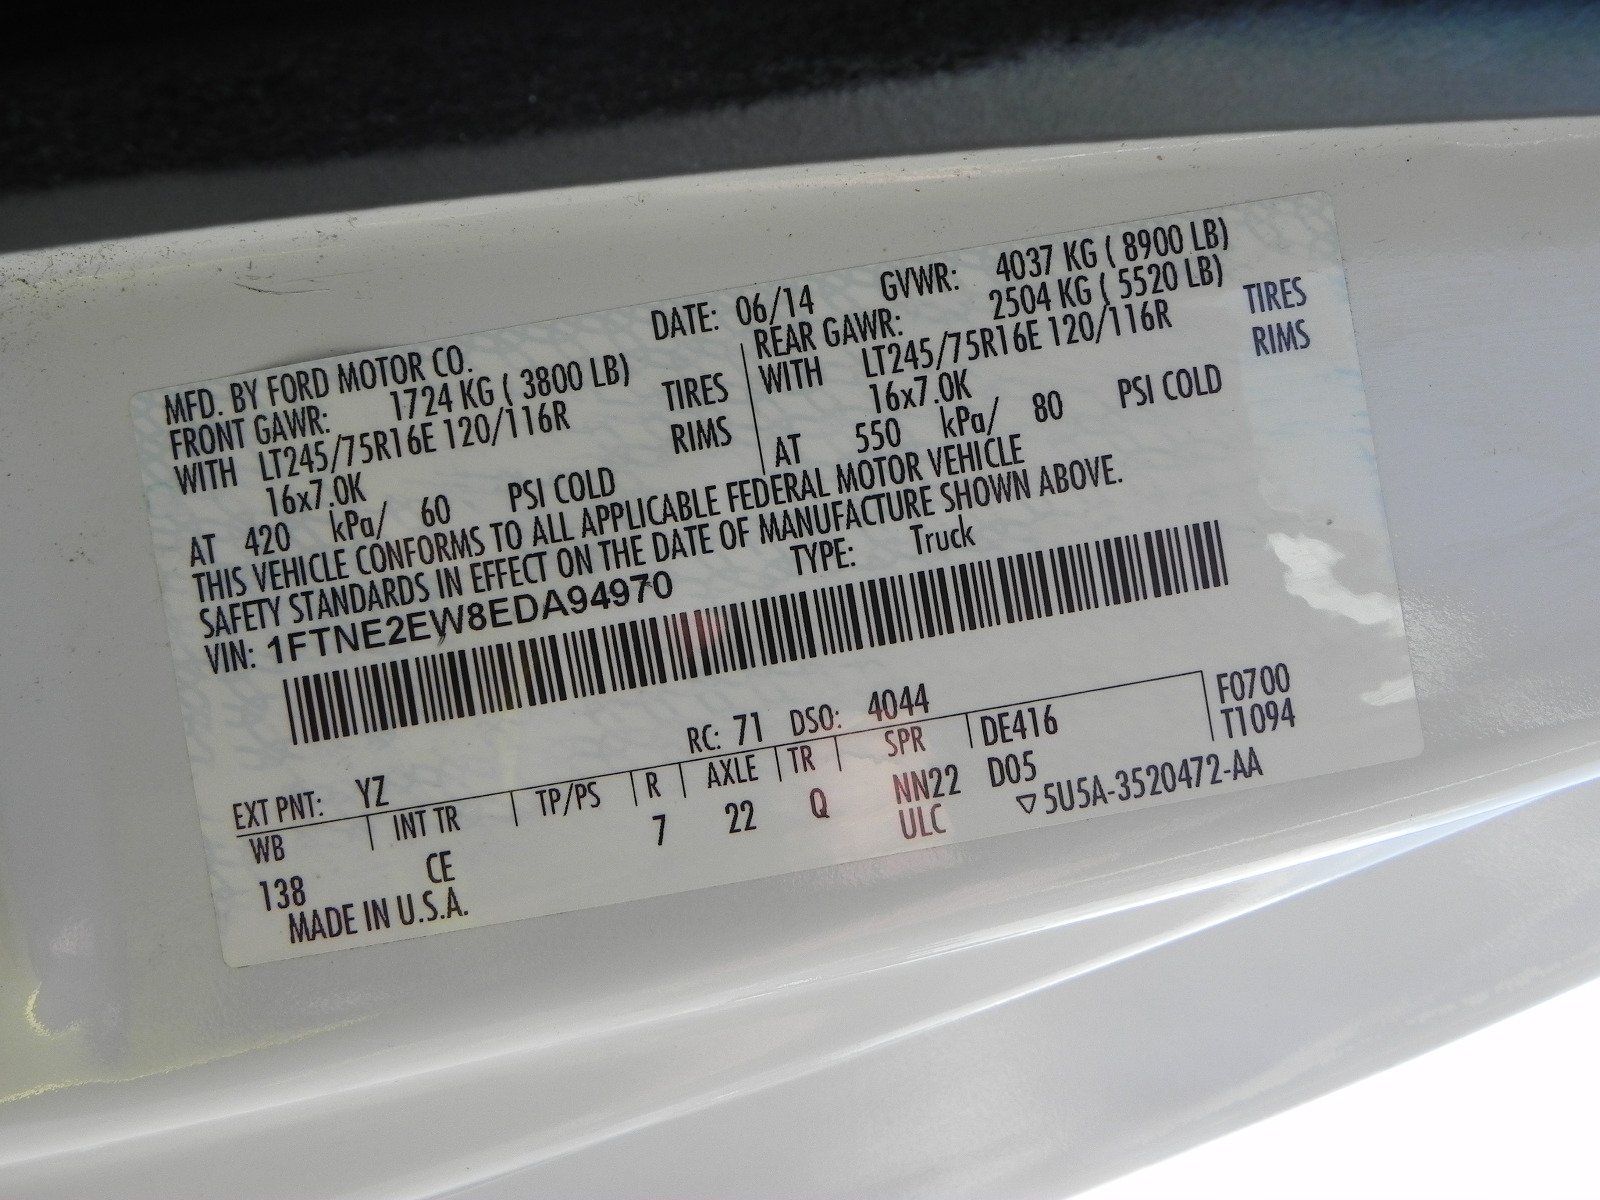 MFD. BY FORD MOTOR CO. DATE: 06/14 GVWR: 4037 KG ( 8900 LB)
FRONT GAWR: 1724 KG ( 3800 LB) REAR GAWR: 2504 KG ( 5520 LB)
WITH LT245/75R16E 120/116R TIRES WITH LT245/75R16E 120/116R TIRES
16x7.0K RIMS 16x7.0K RIMS
AT 420 kPa/ 60 PSI COLD AT 550 kPa/ 80 PSI COLD
THIS VEHICLE CONFORMS TO ALL APPLICABLE FEDERAL MOTOR VEHICLE
SAFETY STANDARDS IN EFFECT ON THE DATE OF MANUFACTURE SHOWN ABOVE.
VIN: 1FTNE2EW8EDA94970 TYPE: Truck
EXT PNT: YZ RC: 71 DSO: 4044 F0700
WB INT TR TP/PS R AXLE TR SPR DE416 T1094
138 CE 7 22 Q NN22 D05
ULC ▽5U5A-3520472-AA
MADE IN U.S.A.